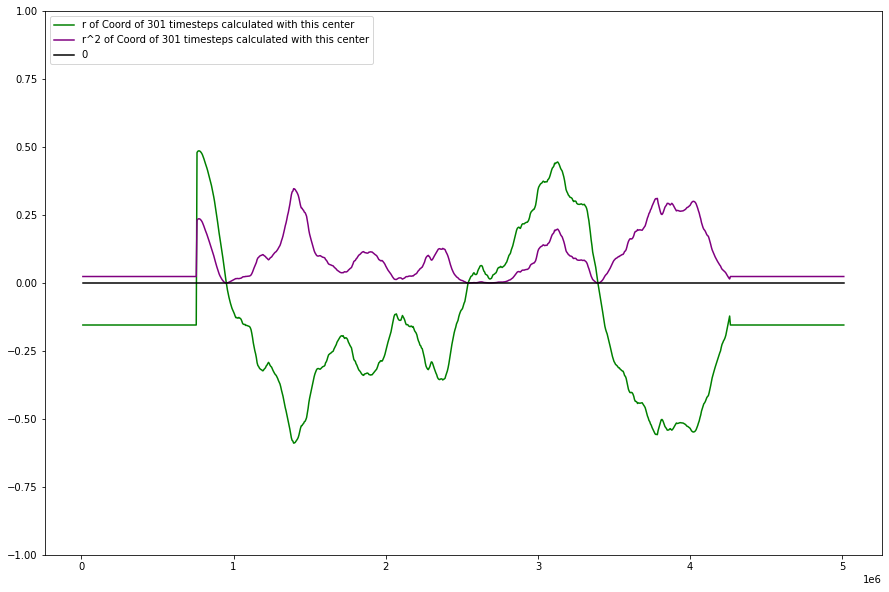 r of Coord of 301 timesteps calculated with this center
r^2 of Coord of 301 timesteps calculated with this center
0
1.00
0.75
0.50
0.25
0.00
−0.25
−0.50
−0.75
−1.00
0 1 2 3 4 5
1e6